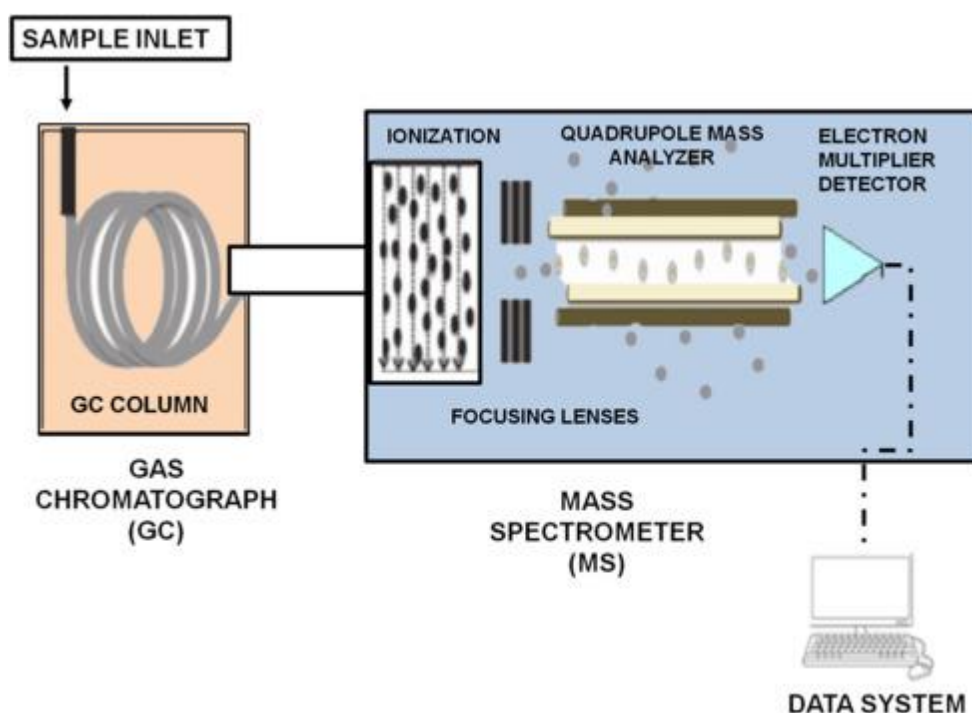 SAMPLE INLET
IONIZATION
QUADRUPOLE MASS
ANALYZER
ELECTRON
MULTIPLIER
DETECTOR
GC COLUMN
FOCUSING LENSES
GAS
CHROMATOGRAPH
(GC)
MASS
SPECTROMETER
(MS)
DATA SYSTEM